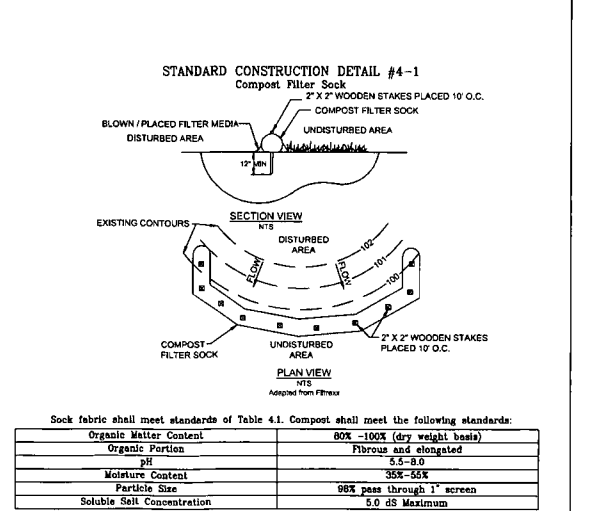 STANDARD CONSTRUCTION DETAIL #4-1
Compost Filter Sock
2" X 2" WOODEN STAKES PLACED 10' O.C.
COMPOST FILTER SOCK
BLOWN / PLACED FILTER MEDIA
DISTURBED AREA
UNDISTURBED AREA
12" MIN
SECTION VIEW
NTS
EXISTING CONTOURS
DISTURBED
AREA
102
101
100
FLOW
FLOW
COMPOST
FILTER SOCK
UNDISTURBED
AREA
2" X 2" WOODEN STAKES
PLACED 10' O.C.
PLAN VIEW
NTS
Adapted from Filtrexx
Sock fabric shall meet standards of Table 4.1. Compost shall meet the following standards:
Organic Matter Content 80% -100% (dry weight basis)
Organic Portion Fibrous and elongated
pH 5.5-8.0
Moisture Content 35%-55%
Particle Size 98% pass through 1" screen
Soluble Salt Concentration 5.0 dS Maximum